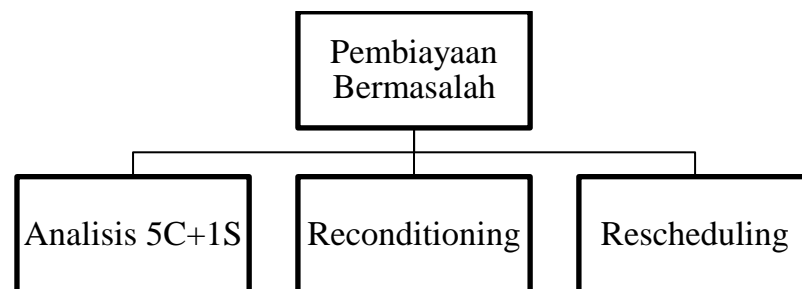 Pembiayaan
Bermasalah
Analisis 5C+1S
Reconditioning
Rescheduling